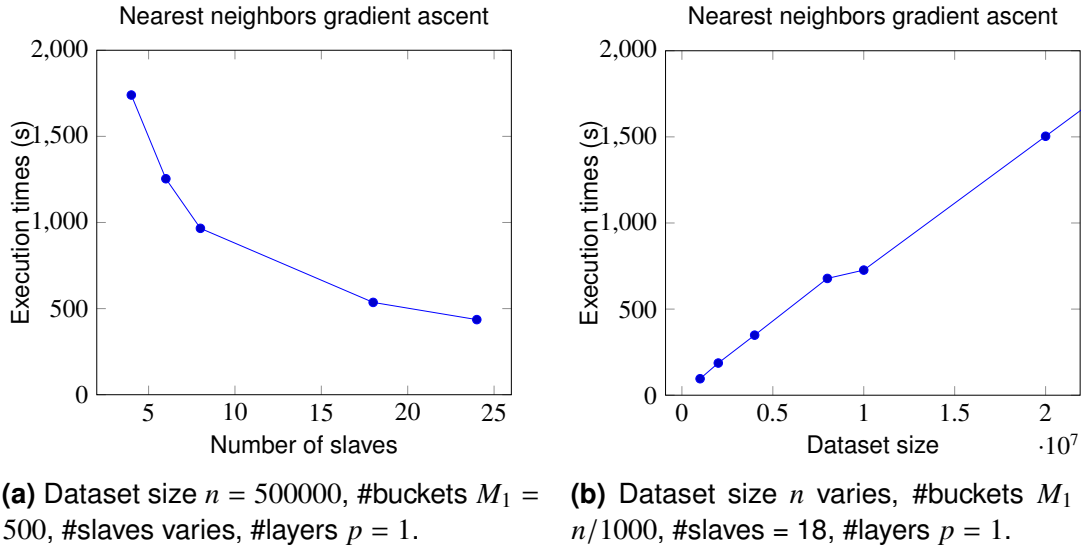 Nearest neighbors gradient ascent
2,000
1,500
1,000
500
0
5 10 15 20 25
Execution times (s)
Number of slaves
(a) Dataset size n = 500000, #buckets M₁ =
500, #slaves varies, #layers p = 1.
Nearest neighbors gradient ascent
2,000
1,500
1,000
500
0
0 0.5 1 1.5 2
·10⁷
Execution times (s)
Dataset size
(b) Dataset size n varies, #buckets M₁
n/1000, #slaves = 18, #layers p = 1.